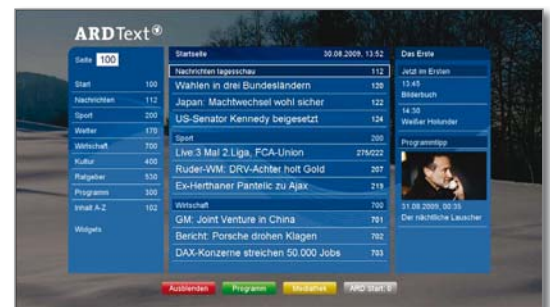 ARD Text
Seite 100
Start 100
Nachrichten 112
Sport 200
Wetter 170
Wirtschaft 700
Kultur 400
Ratgeber 530
Programm 300
Inhalt A-Z 102
Widgets
Startseite 30.08.2009, 13:52
Nachrichten tagesschau 112
Wahlen in drei Bundesländern 120
Japan: Machtwechsel wohl sicher 122
US-Senator Kennedy beigesetzt 124
Sport 200
Live:3 Mal 2.Liga, FCA-Union 275/022
Ruder-WM: DRV-Achter holt Gold 207
Ex-Herthaner Pantelic zu Ajax 219
Wirtschaft 700
GM: Joint Venture in China 701
Bericht: Porsche drohen Klagen 702
DAX-Konzerne streichen 50.000 Jobs 703
Das Erste
Jetzt im Ersten
13:45
Bilderbuch
14:30
Weißer Holunder
Programmtipp
31.08.2009, 00:35
Der nächtliche Lauscher
Ausblenden
Programm
Mediathek
ARD Start: 0